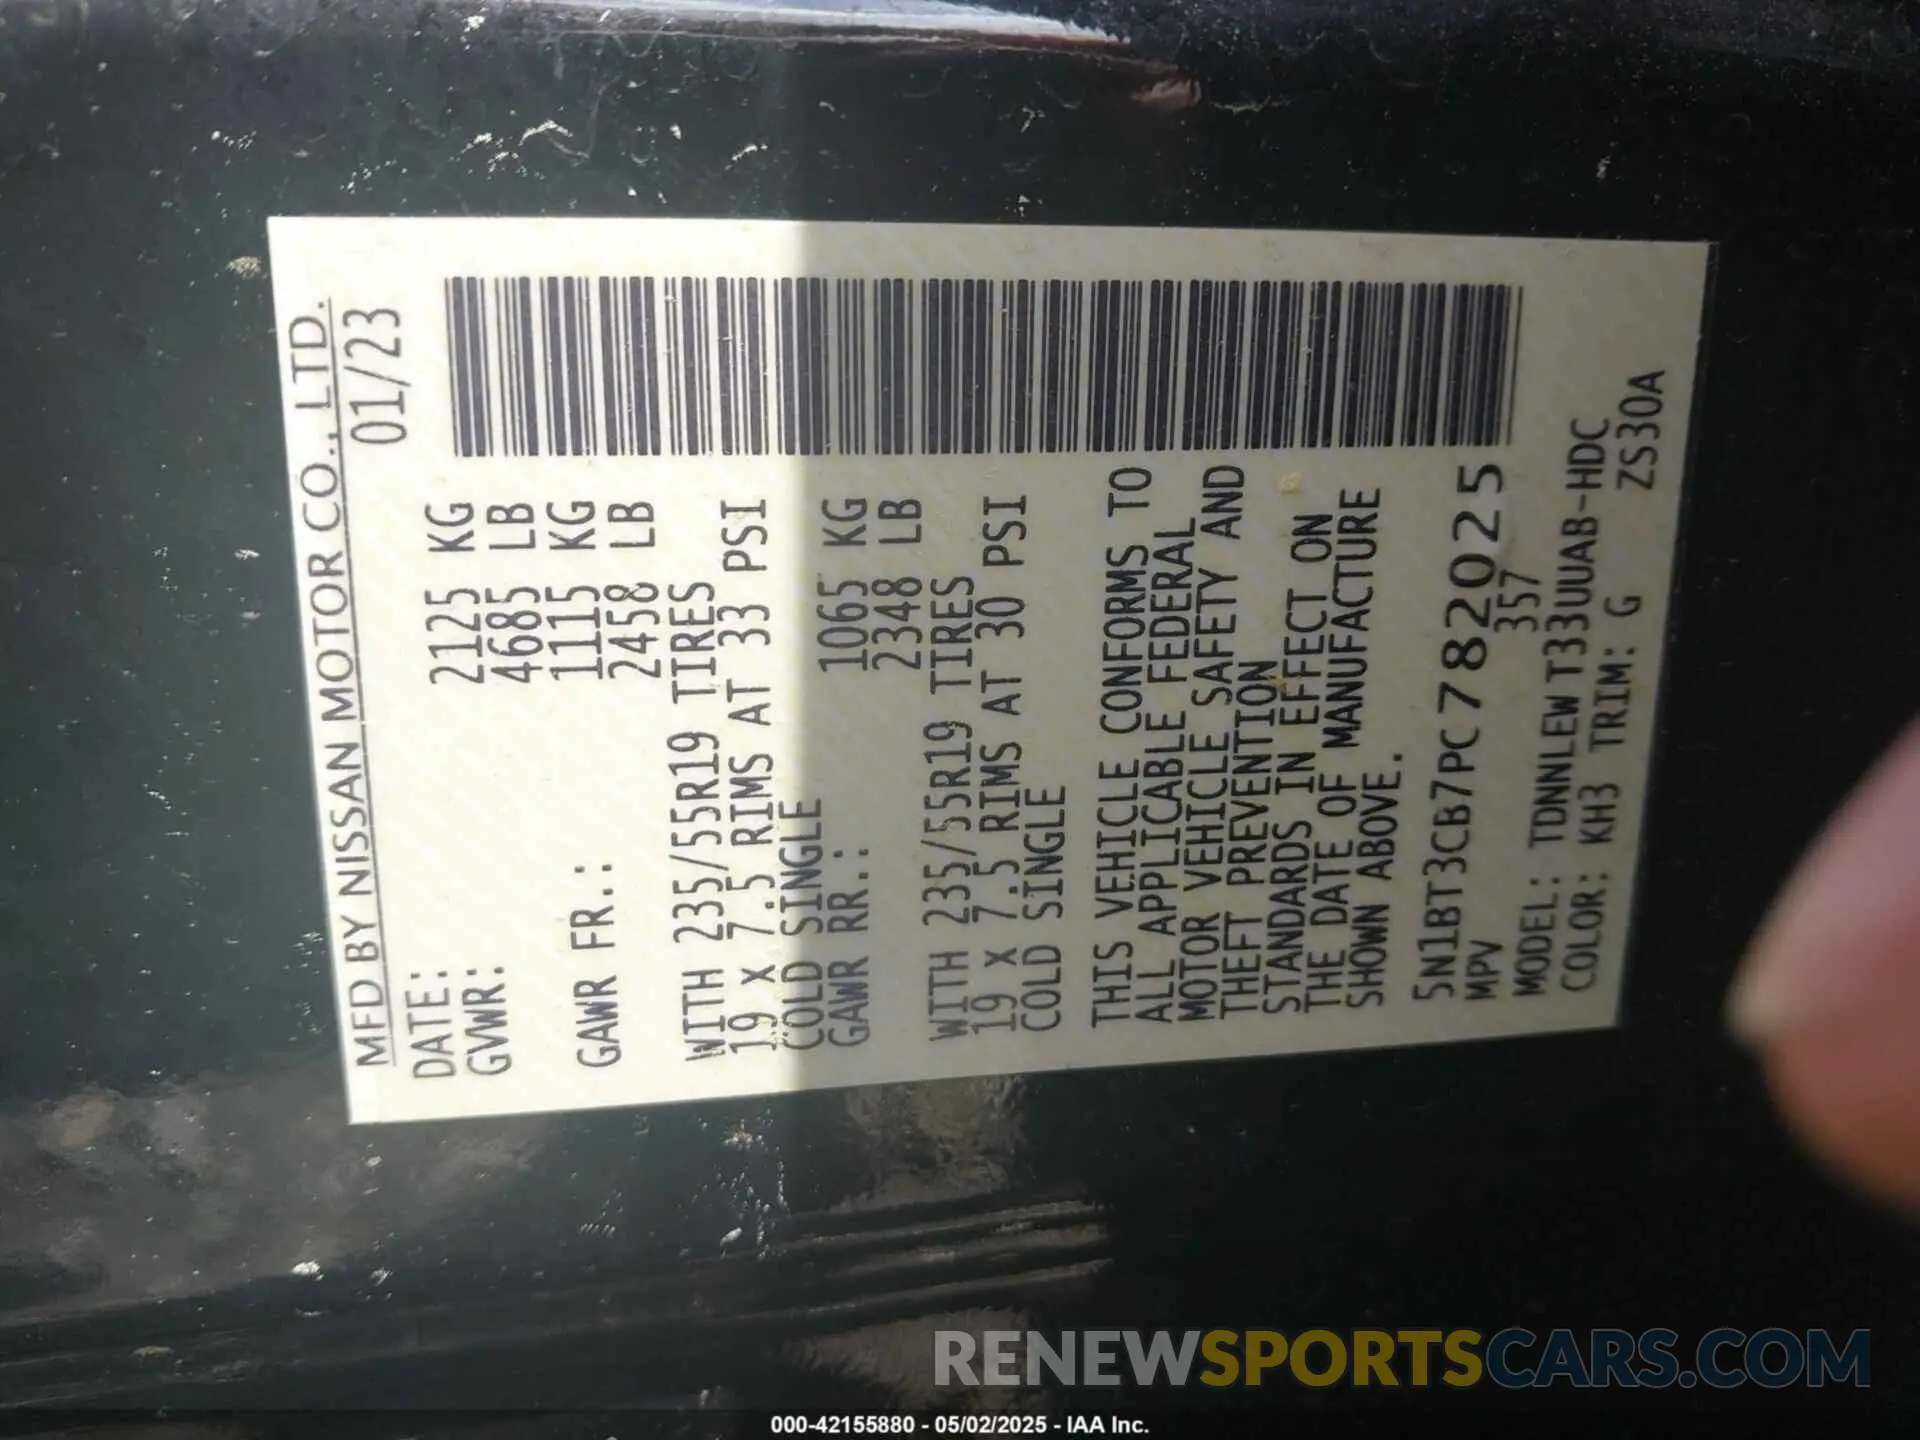 MFD BY NISSAN MOTOR CO., LTD.
DATE: 01/23
GVWR: 2125 KG
4685 LB
GAWR FR.: 1115 KG
2458 LB
WITH 235/55R19 TIRES
19 x 7.5 RIMS AT 33 PSI
COLD SINGLE
GAWR RR.: 1065 KG
2348 LB
WITH 235/55R19 TIRES
19 x 7.5 RIMS AT 30 PSI
COLD SINGLE
THIS VEHICLE CONFORMS TO
ALL APPLICABLE FEDERAL
MOTOR VEHICLE SAFETY AND
THEFT PREVENTION
STANDARDS IN EFFECT ON
THE DATE OF MANUFACTURE
SHOWN ABOVE.
5N1BT3CB7PC782025
MPV 357
MODEL: TDNNLEW T33UUAB-HDC
COLOR: KH3 TRIM: G ZS30A
RENEWSPORTSCARS.COM
000-42155880 - 05/02/2025 - IAA Inc.